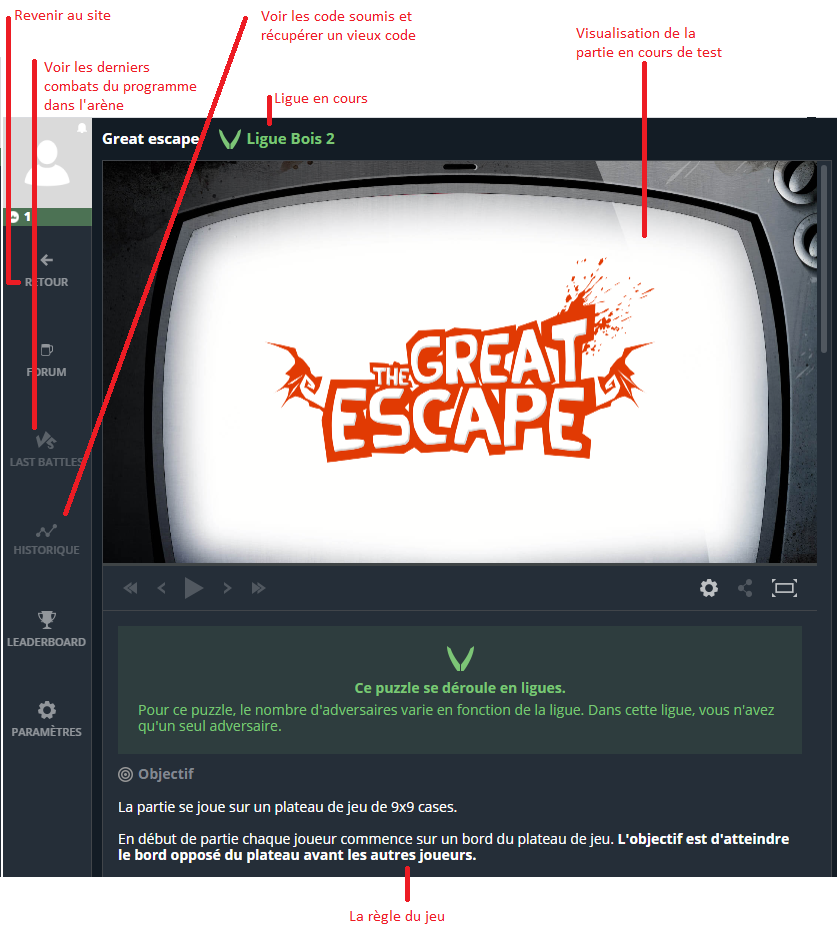 Revenir au site
Voir les code soumis et
récupérer un vieux code
Visualisation de la
partie en cours de test
Voir les derniers
combats du programme
dans l'arène
Ligue en cours
Great escape
Ligue Bois 2
1
RETOUR
FORUM
LAST BATTLES
HISTORIQUE
LEADERBOARD
PARAMÈTRES
THE GREAT
ESCAPE
Ce puzzle se déroule en ligues.
Pour ce puzzle, le nombre d'adversaires varie en fonction de la ligue. Dans cette ligue, vous n'avez
qu'un seul adversaire.
Objectif
La partie se joue sur un plateau de jeu de 9x9 cases.
En début de partie chaque joueur commence sur un bord du plateau de jeu. L'objectif est d'atteindre
le bord opposé du plateau avant les autres joueurs.
La règle du jeu